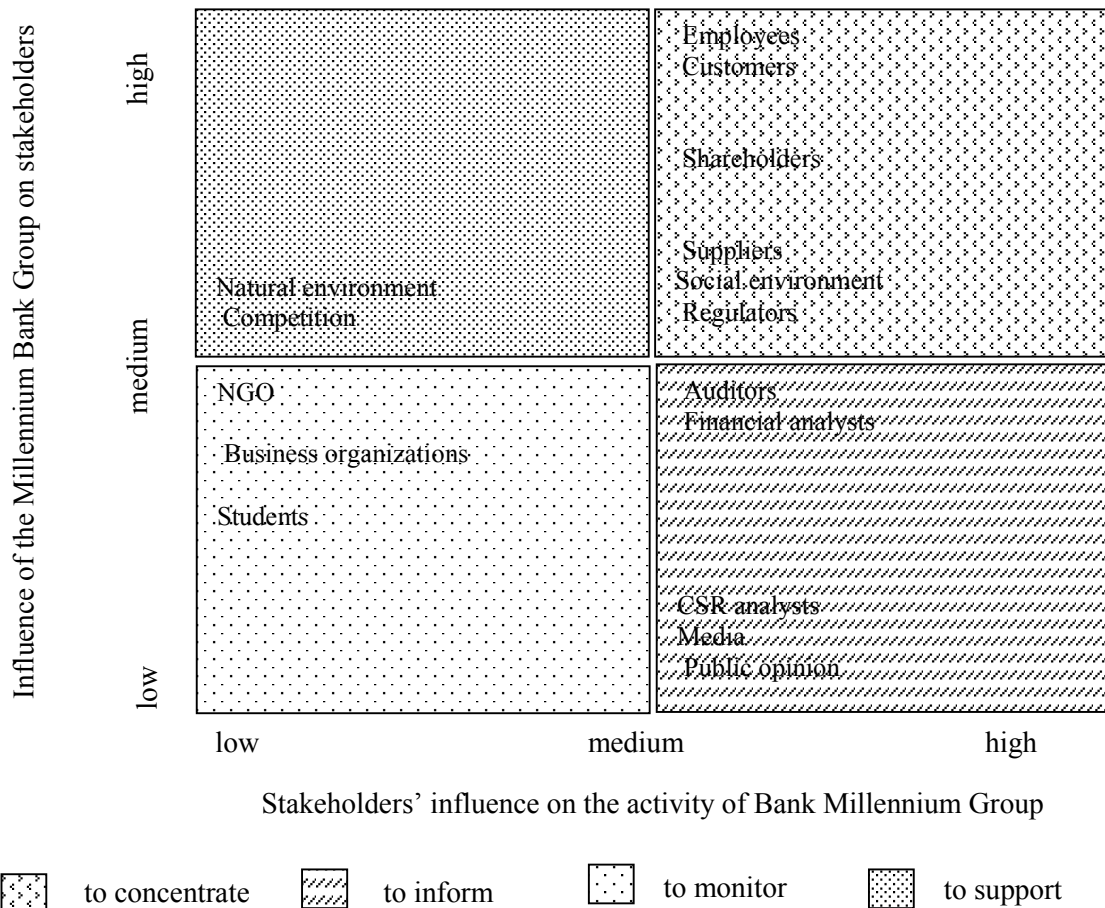 Influence of the Millennium Bank Group on stakeholders
high
medium
low
Employees
Customers
Shareholders
Suppliers
Social environment
Regulators
Natural environment
Competition
NGO
Business organizations
Students
Auditors
Financial analysts
CSR analysts
Media
Public opinion
low
medium
high
Stakeholders’ influence on the activity of Bank Millennium Group
to concentrate
to inform
to monitor
to support